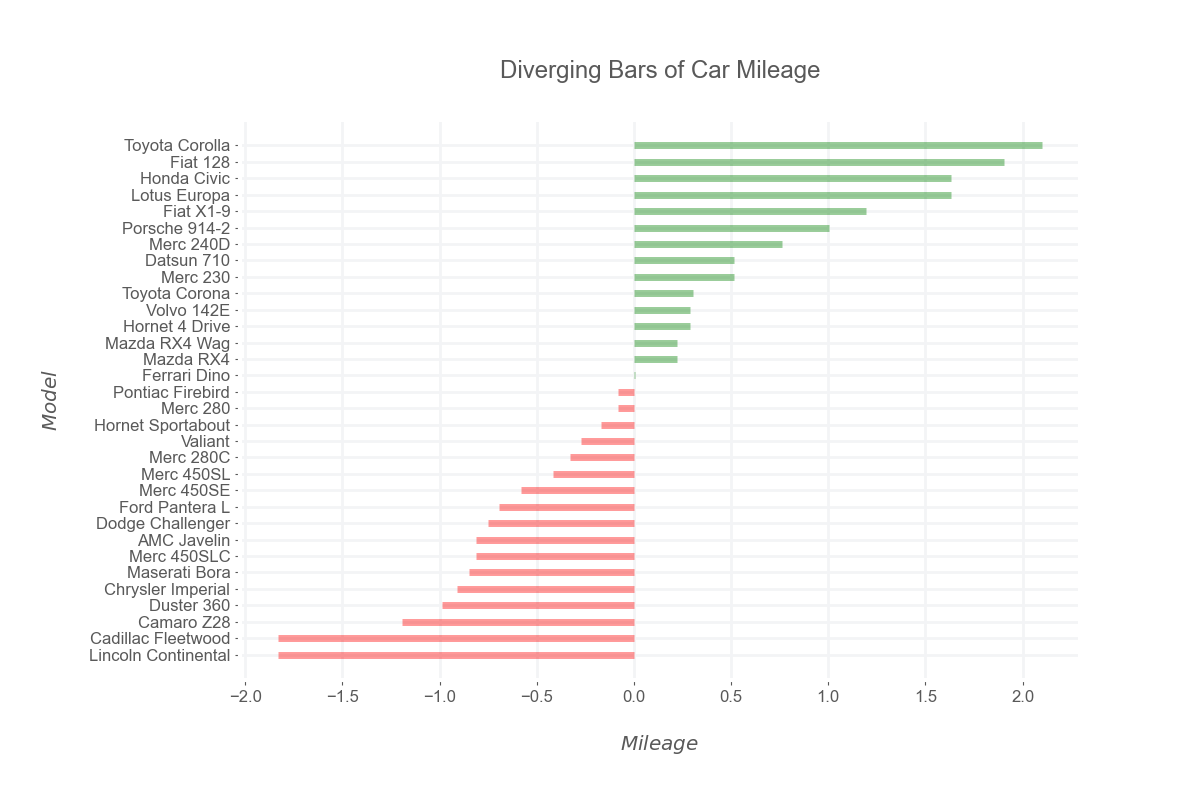 Diverging Bars of Car Mileage
Toyota Corolla
Fiat 128
Honda Civic
Lotus Europa
Fiat X1-9
Porsche 914-2
Merc 240D
Datsun 710
Merc 230
Toyota Corona
Volvo 142E
Hornet 4 Drive
Mazda RX4 Wag
Mazda RX4
Ferrari Dino
Pontiac Firebird
Merc 280
Hornet Sportabout
Valiant
Merc 280C
Merc 450SL
Merc 450SE
Ford Pantera L
Dodge Challenger
AMC Javelin
Merc 450SLC
Maserati Bora
Chrysler Imperial
Duster 360
Camaro Z28
Cadillac Fleetwood
Lincoln Continental
Model
−2.0 −1.5 −1.0 −0.5 0.0 0.5 1.0 1.5 2.0
Mileage